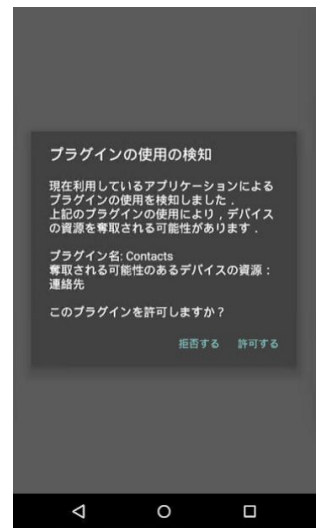 プラグインの使用の検知
現在利用しているアプリケーションによる
プラグインの使用を検知しました．
上記のプラグインの使用により，デバイス
の資源を奪取される可能性があります．
プラグイン名: Contacts
奪取される可能性のあるデバイスの資源：
連絡先
このプラグインを許可しますか？
拒否する 許可する